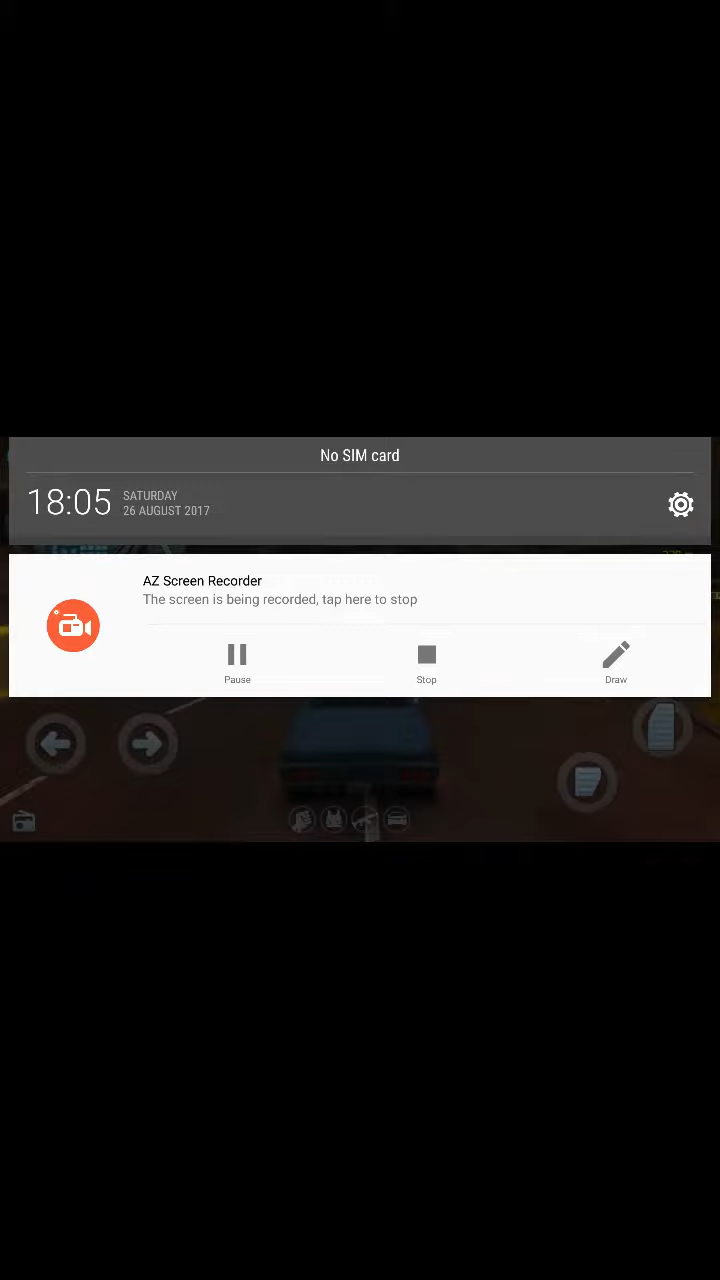 No SIM card
18:05
SATURDAY
26 AUGUST 2017
AZ Screen Recorder
The screen is being recorded, tap here to stop
Pause
Stop
Draw